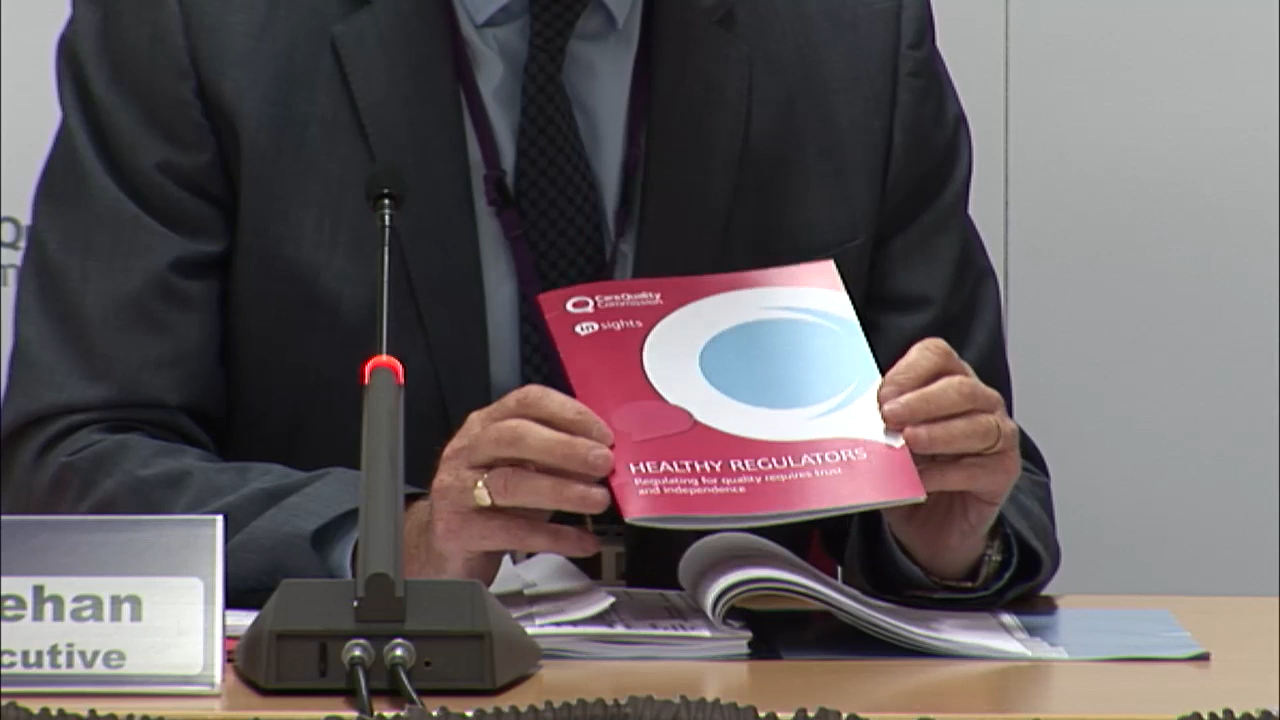 Q
CareQuality
Commission
insights
HEALTHY REGULATORS
Regulating for quality requires trust
and independence
ehan
cutive